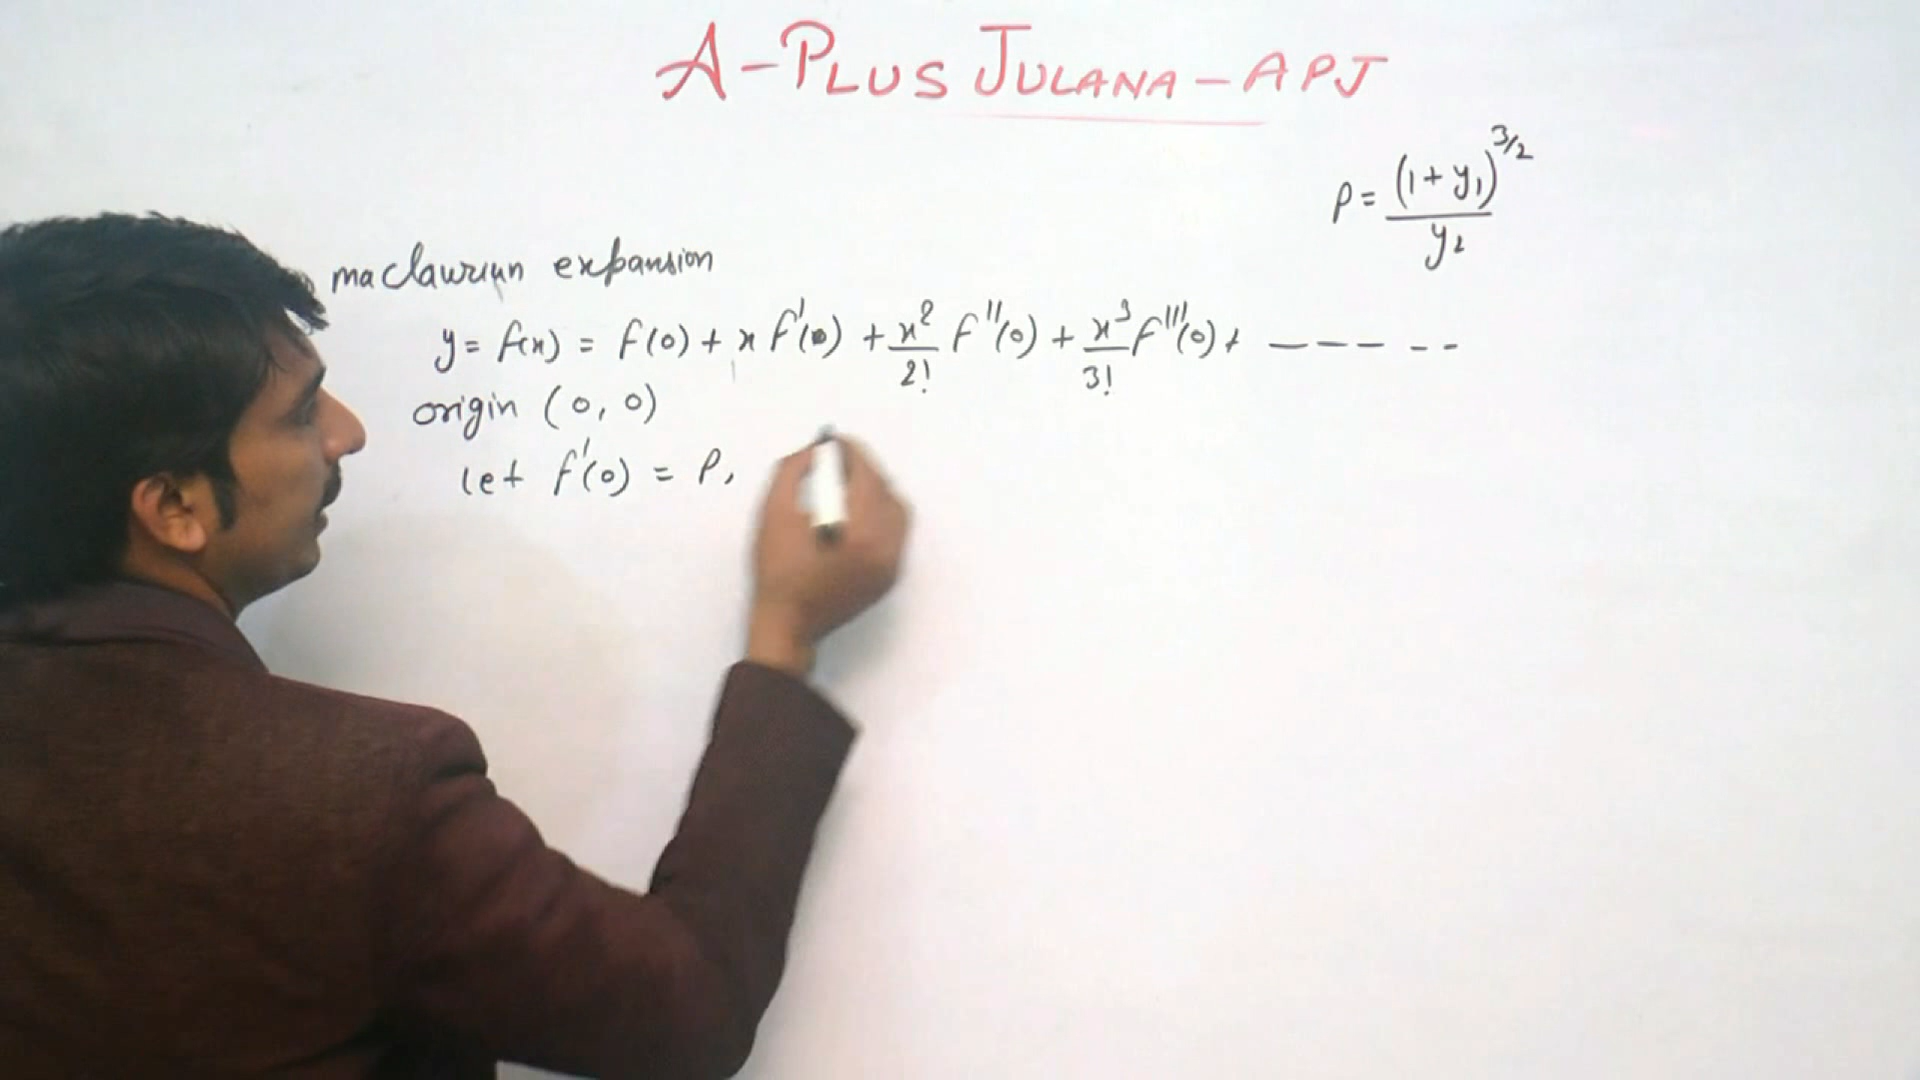 A-PLUS JULANA-APJ
ρ = (1+y₁)^3/2 / y₂
maclawrian expansion
y = f(x) = f(0) + x f'(0) + x²/2! f''(0) + x³/3! f'''(0) + ----- --
origin (0, 0)
let f'(0) = P,